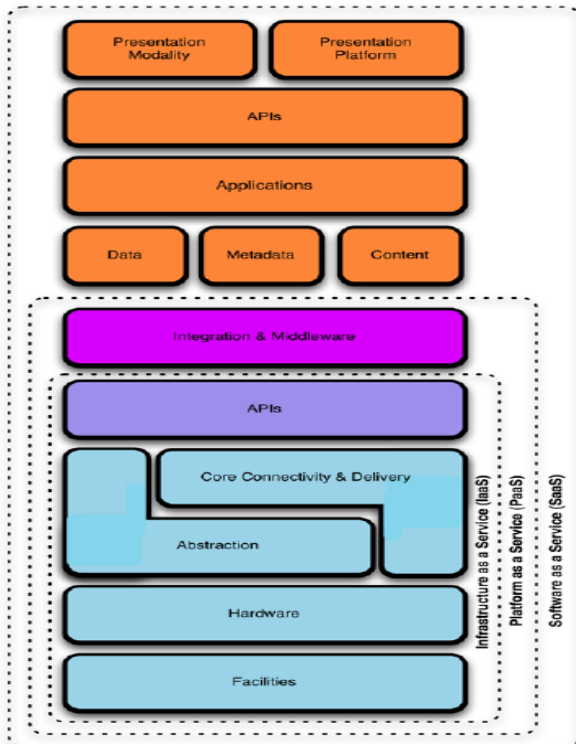 Presentation
Modality
Presentation
Platform
APIs
Applications
Data
Metadata
Content
Integration & Middleware
APIs
Core Connectivity & Delivery
Abstraction
Hardware
Facilities
Infrastructure as a Service (IaaS)
Platform as a Service (PaaS)
Software as a Service (SaaS)